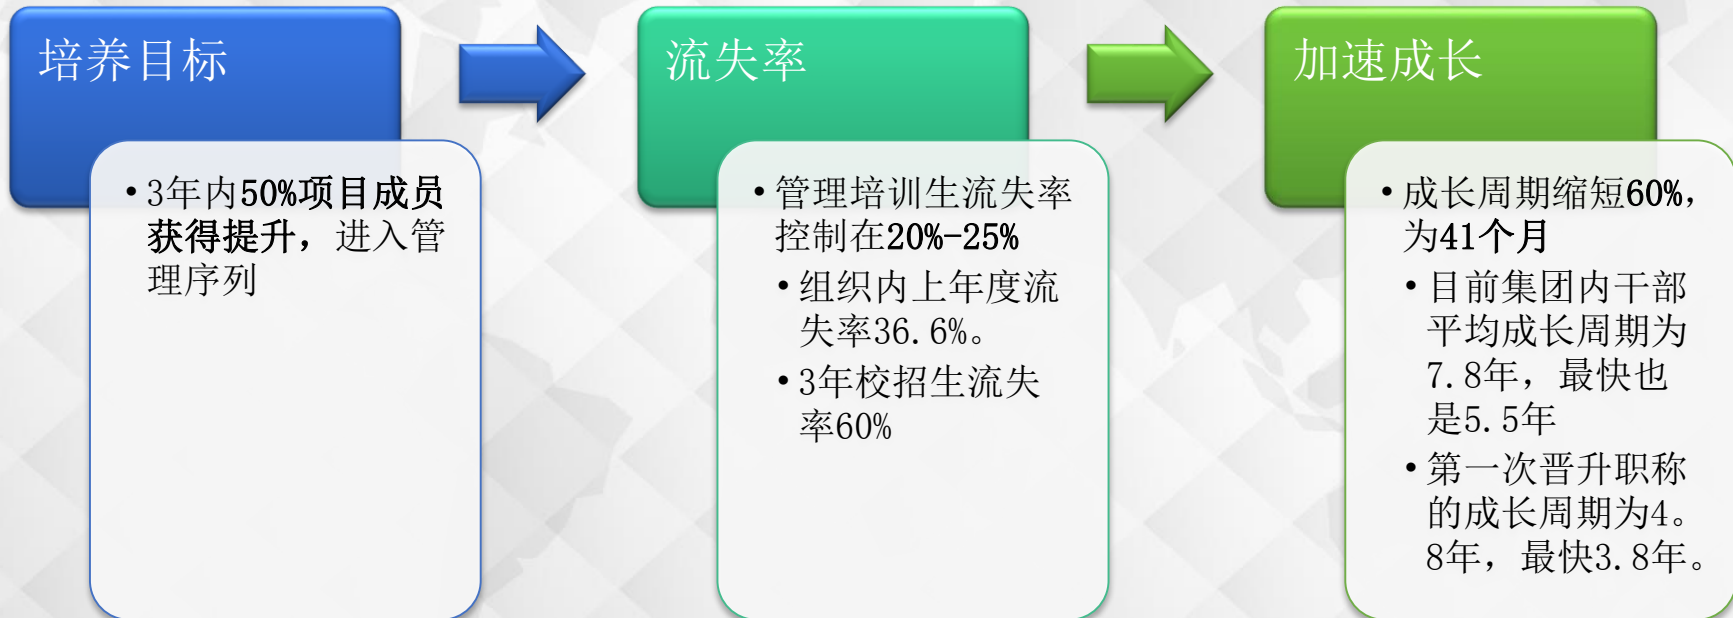 培养目标
• 3年内50%项目成员
获得提升，进入管
理序列
流失率
• 管理培训生流失率
控制在20%-25%
• 组织内上年度流
失率36.6%。
• 3年校招生流失
率60%
加速成长
• 成长周期缩短60%，
为41个月
• 目前集团内干部
平均成长周期为
7.8年，最快也
是5.5年
• 第一次晋升职称
的成长周期为4。
8年，最快3.8年。